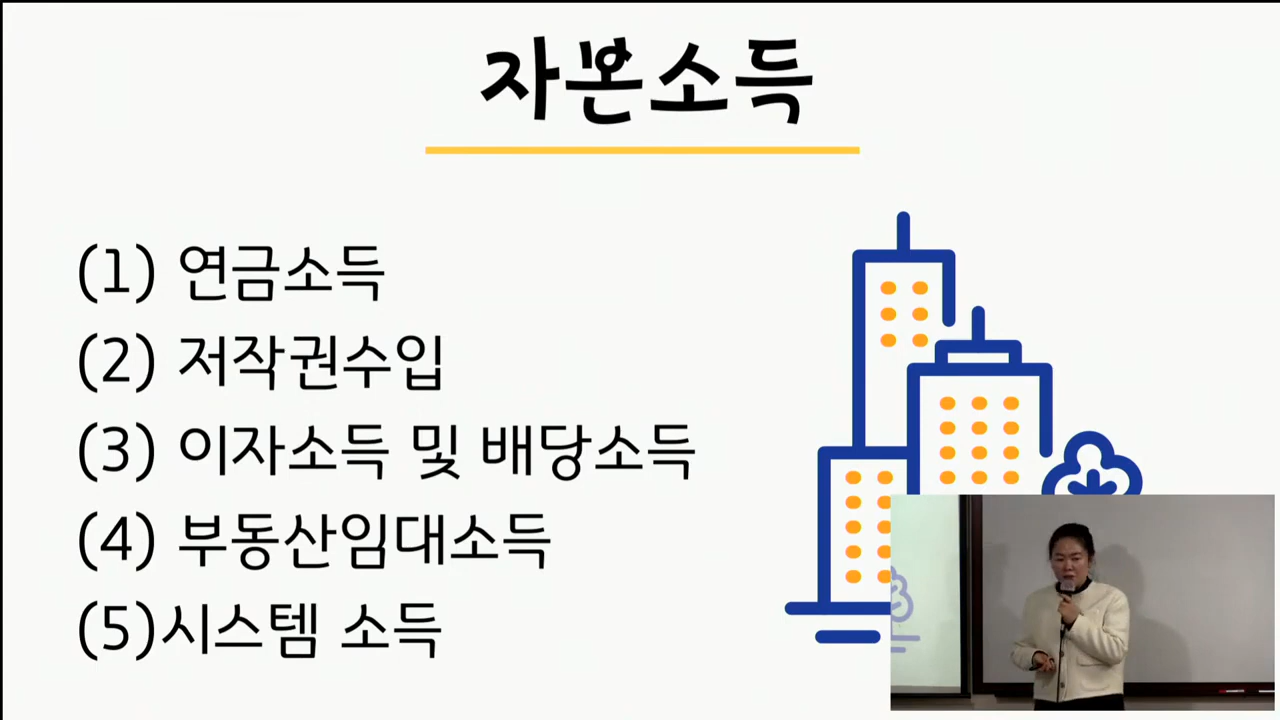 자본소득
(1) 연금소득
(2) 저작권수입
(3) 이자소득 및 배당소득
(4) 부동산임대소득
(5)시스템 소득